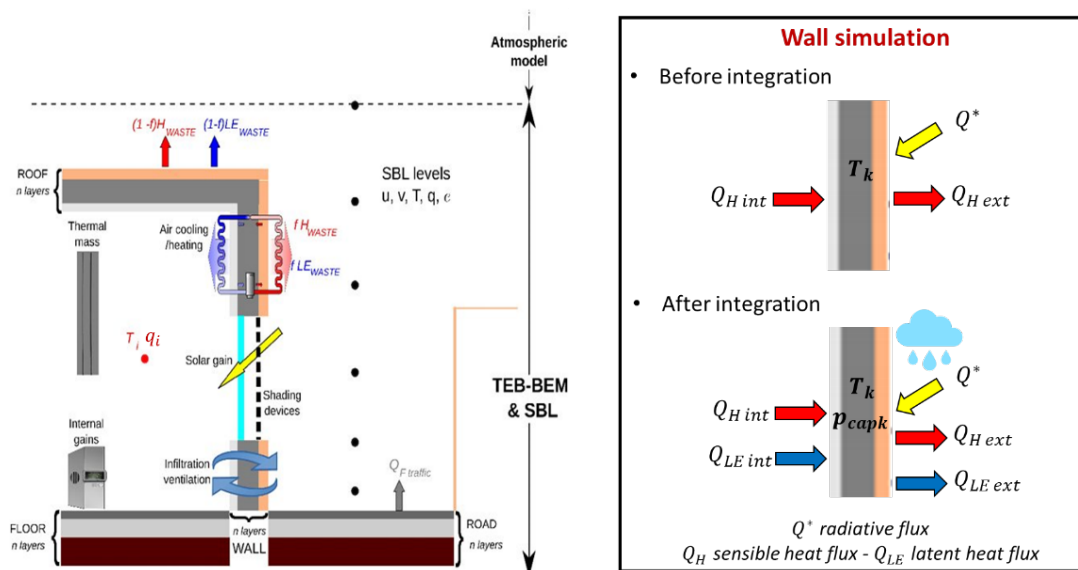 Atmospheric
model
(1 -f)H_WASTE
(1-f)LE_WASTE
ROOF
n layers
SBL levels
u, v, T, q, e
Thermal
mass
Air cooling
/heating
f H_WASTE
f LE_WASTE
T_i q_i
Solar gain
Shading
devices
TEB-BEM
& SBL
Internal
gains
Infiltration
ventilation
Q_F traffic
FLOOR
n layers
n layers
WALL
ROAD
n layers
Wall simulation
• Before integration
Q*
T_k
Q_H int
Q_H ext
• After integration
Q*
T_k
p_capk
Q_H int
Q_H ext
Q_LE int
Q_LE ext
Q* radiative flux
Q_H sensible heat flux - Q_LE latent heat flux